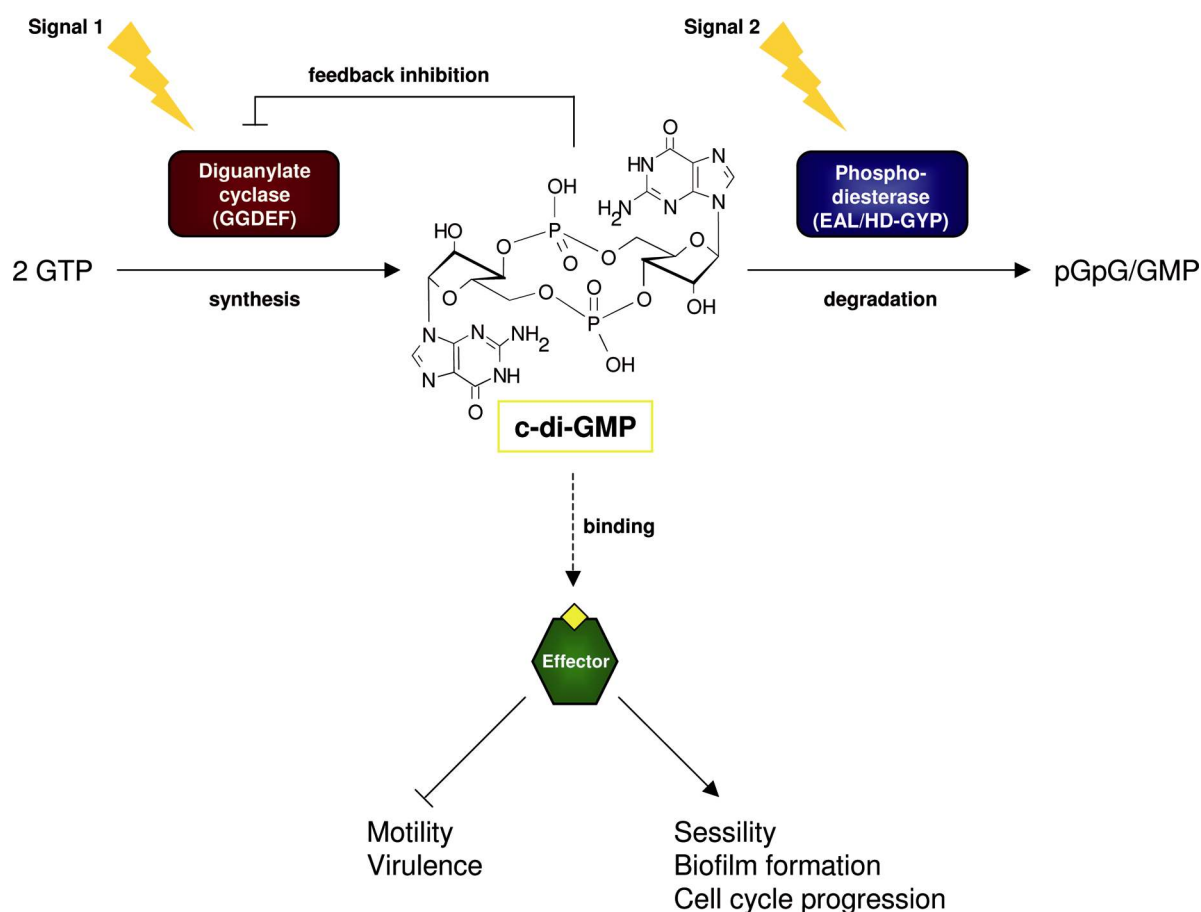 Signal 1
Signal 2
feedback inhibition
Diguanylate
cyclase
(GGDEF)
Phospho-
diesterase
(EAL/HD-GYP)
2 GTP
synthesis
HO
O
O
OH
P
O
O
O
P
O
OH
O
O
O
OH
O
HN
N
H2N
N
N
N
N
NH2
N
NH
O
degradation
pGpG/GMP
c-di-GMP
binding
Effector
Motility
Virulence
Sessility
Biofilm formation
Cell cycle progression